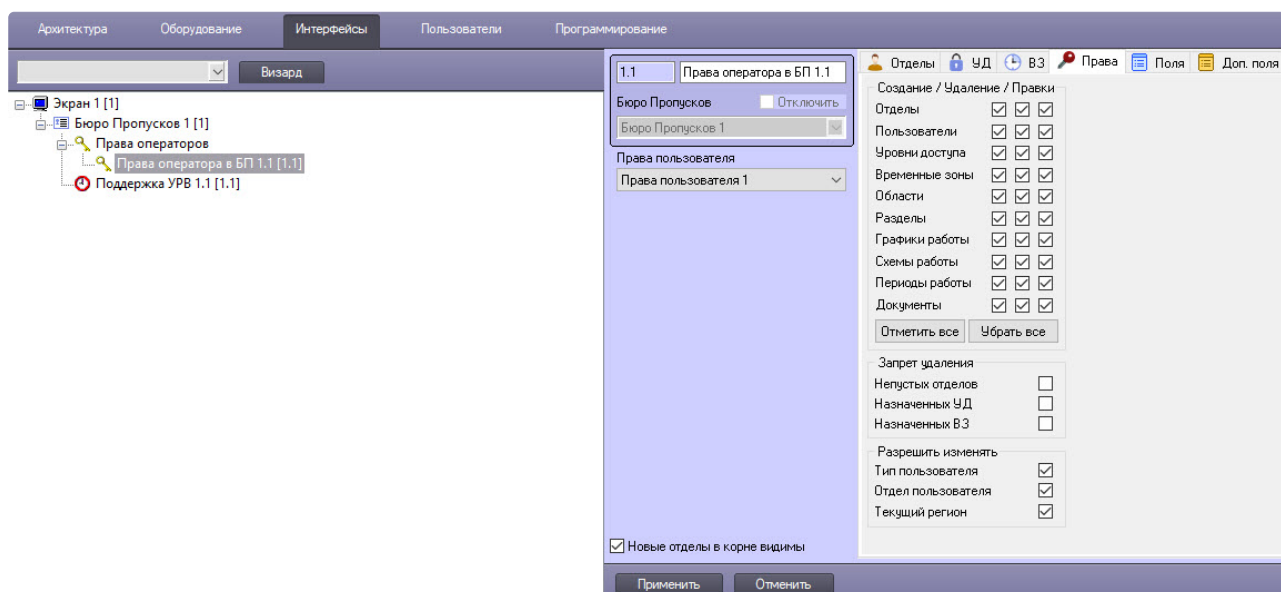 Архитектура Оборудование Интерфейсы Пользователи Программирование
Визард
Экран 1 [1]
Бюро Пропусков 1 [1]
Права операторов
Права оператора в БП 1.1 [1.1]
Поддержка УРВ 1.1 [1.1]
1.1 Права оператора в БП 1.1
Бюро Пропусков Отключить
Бюро Пропусков 1
Права пользователя
Права пользователя 1
Новые отделы в корне видимы
Применить Отменить
Отделы УД ВЗ Права Поля Доп. поля
Создание / Удаление / Правки
Отделы
Пользователи
Уровни доступа
Временные зоны
Области
Разделы
Графики работы
Схемы работы
Периоды работы
Документы
Отметить все Убрать все
Запрет удаления
Непустых отделов
Назначенных УД
Назначенных ВЗ
Разрешить изменять
Тип пользователя
Отдел пользователя
Текущий регион